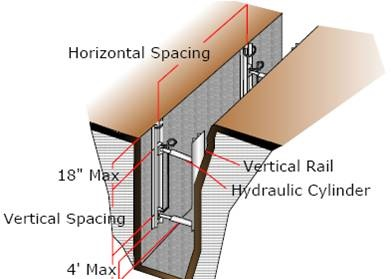 Horizontal Spacing
18" Max
Vertical Rail
Hydraulic Cylinder
Vertical Spacing
4' Max